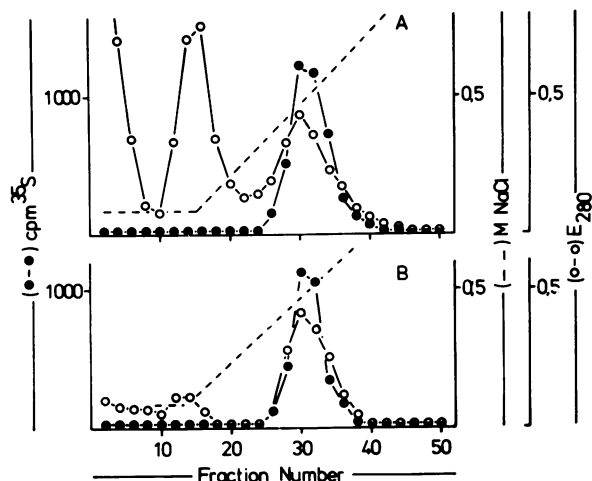 A
1000
0,5
0,5
B
1000
0,5
0,5
10 20 30 40 50
Fraction Number
(●-●) cpm ³⁵S
(--) M NaCl
(o-o) E₂₈₀